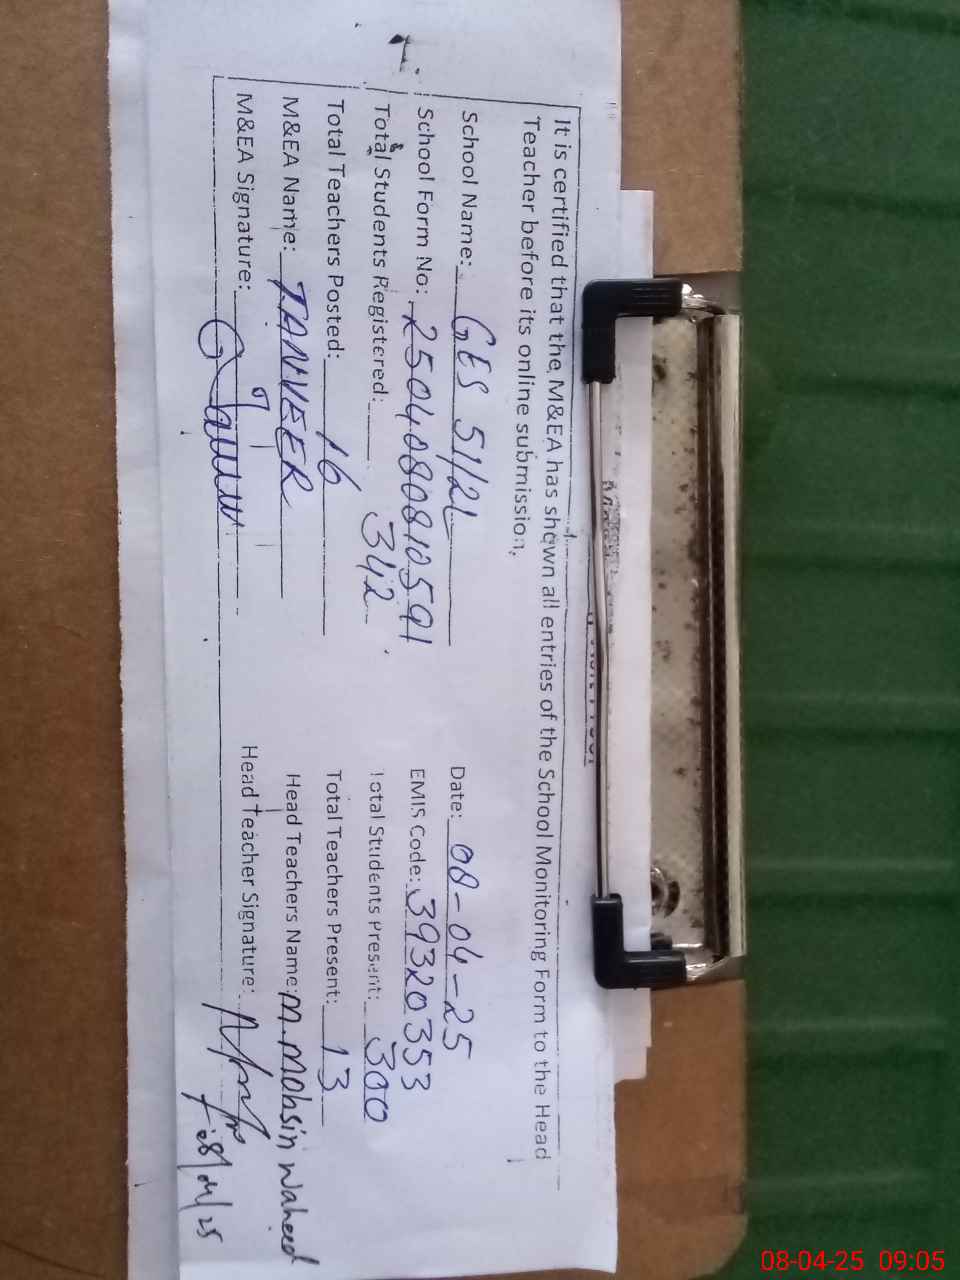 It is certified that the M&EA has shown all entries of the School Monitoring Form to the Head
Teacher before its online submission.
School Name: GES 51/2L Date: 08-04-25
School Form No: 2504080810591 EMIS Code: 39320353
Total Students Registered: 342 Total Students Present: 300
Total Teachers Posted: 16 Total Teachers Present: 13
M&EA Name: TANVEER Head Teachers Name: M. Mohsin Waheed
M&EA Signature: Head Teacher Signature:
08/04/25
08-04-25 09:05